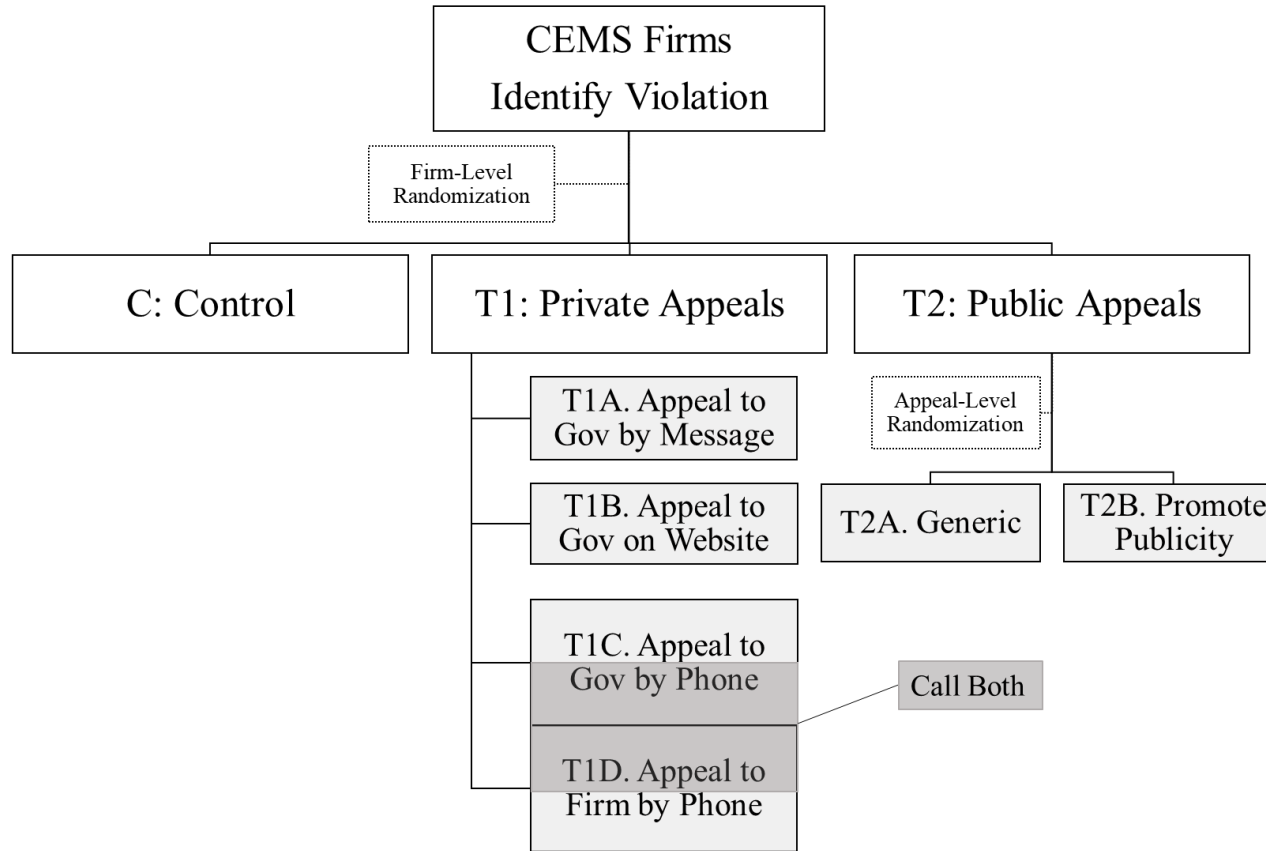 CEMS Firms
Identify Violation
Firm-Level
Randomization
C: Control
T1: Private Appeals
T2: Public Appeals
T1A. Appeal to
Gov by Message
Appeal-Level
Randomization
T1B. Appeal to
Gov on Website
T2A. Generic
T2B. Promote
Publicity
T1C. Appeal to
Gov by Phone
Call Both
T1D. Appeal to
Firm by Phone